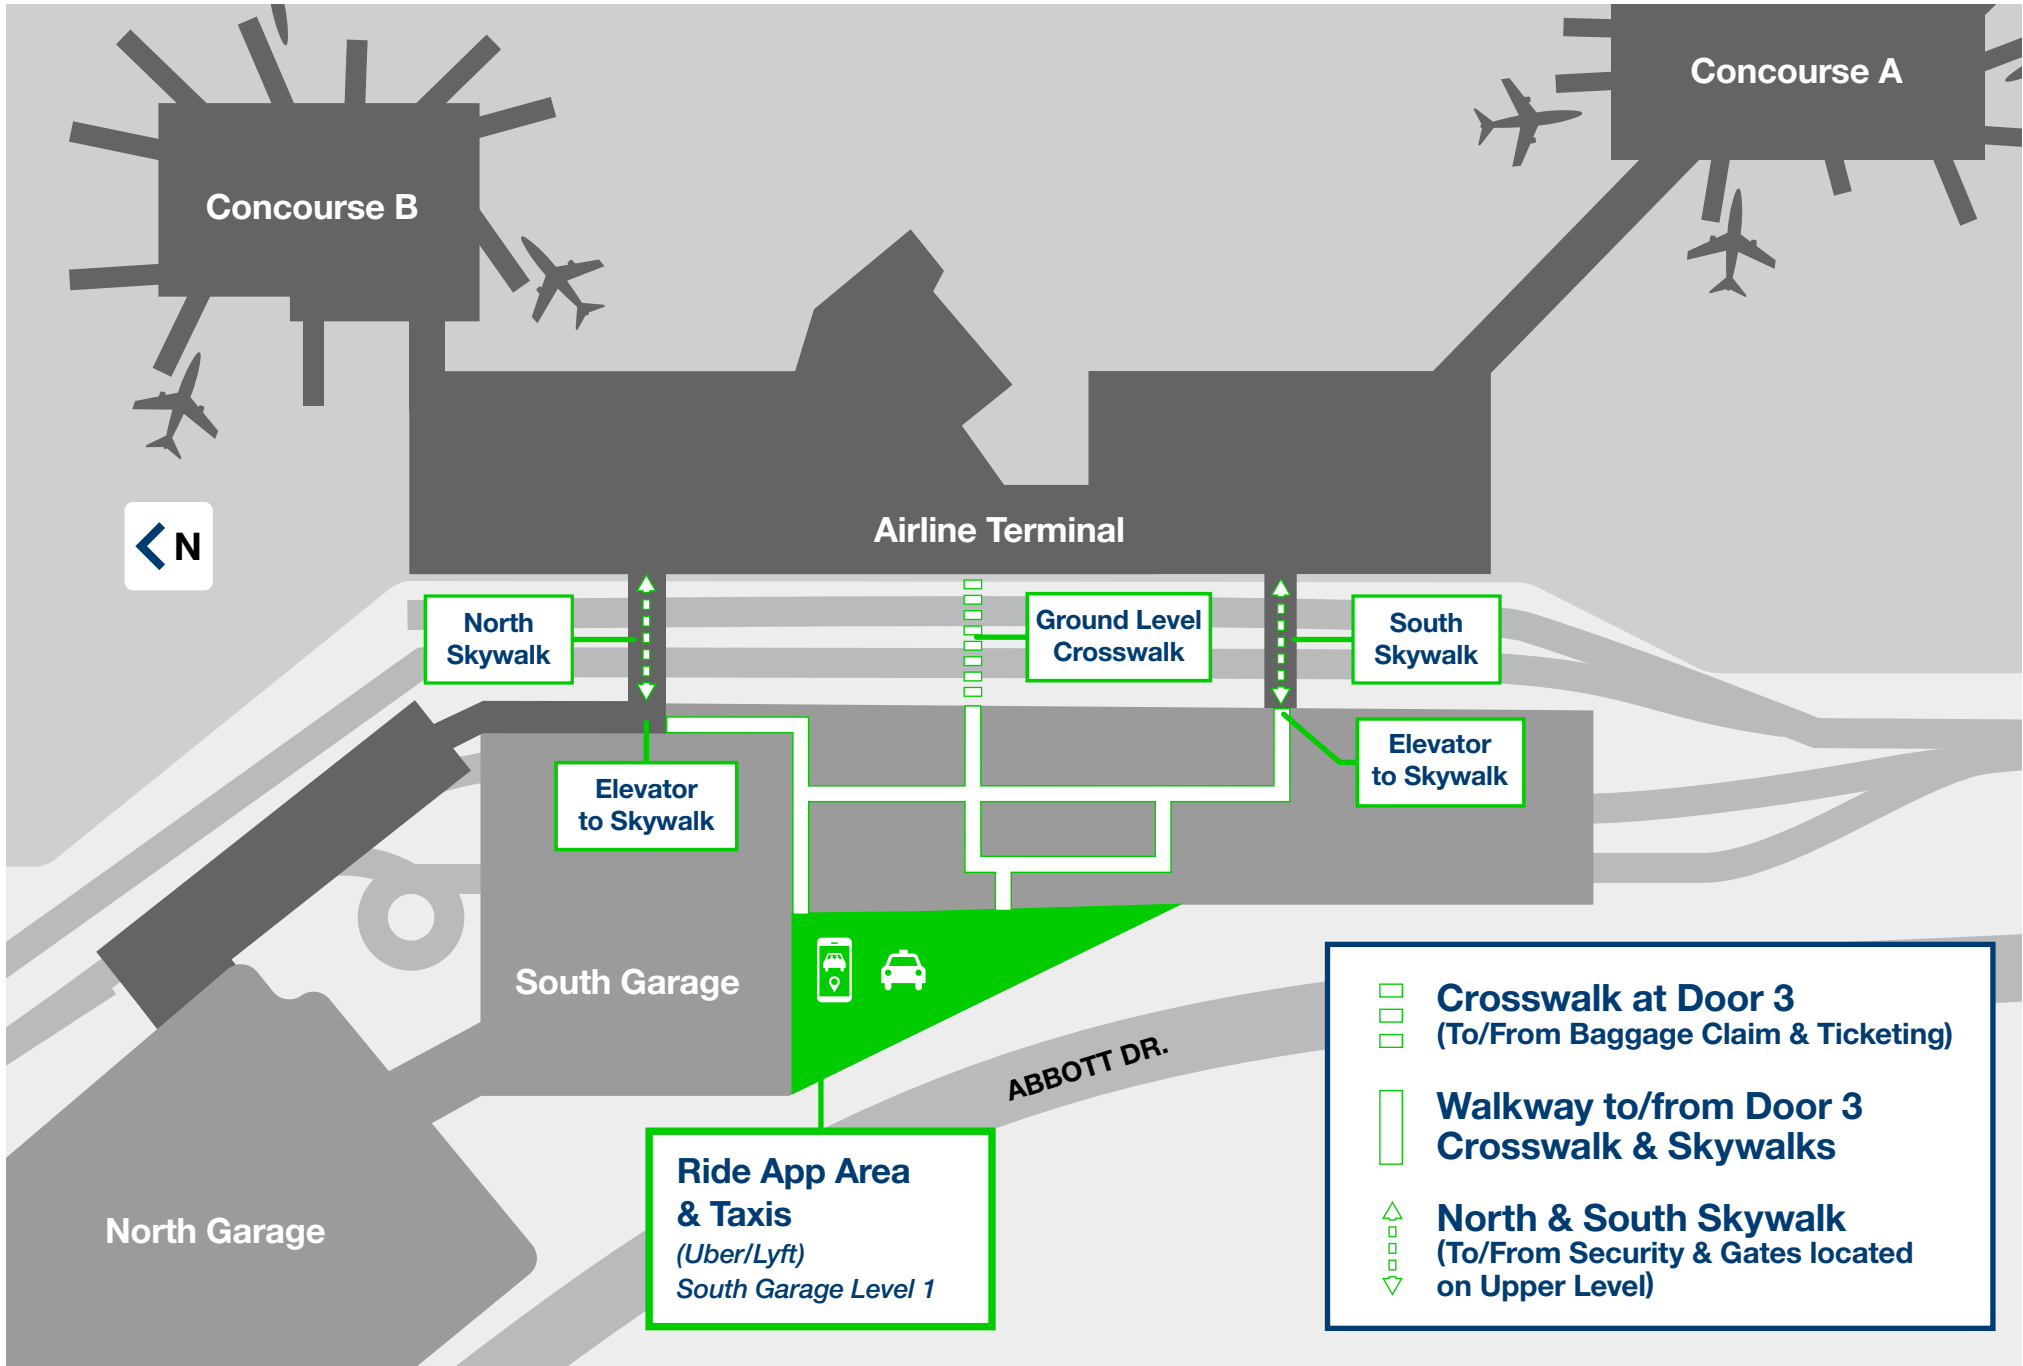 Concourse A
Concourse B
N
Airline Terminal
North
Skywalk
Ground Level
Crosswalk
South
Skywalk
Elevator
to Skywalk
Elevator
to Skywalk
South Garage
North Garage
ABBOTT DR.
Ride App Area
& Taxis
(Uber/Lyft)
South Garage Level 1
Crosswalk at Door 3
(To/From Baggage Claim & Ticketing)
Walkway to/from Door 3
Crosswalk & Skywalks
North & South Skywalk
(To/From Security & Gates located
on Upper Level)